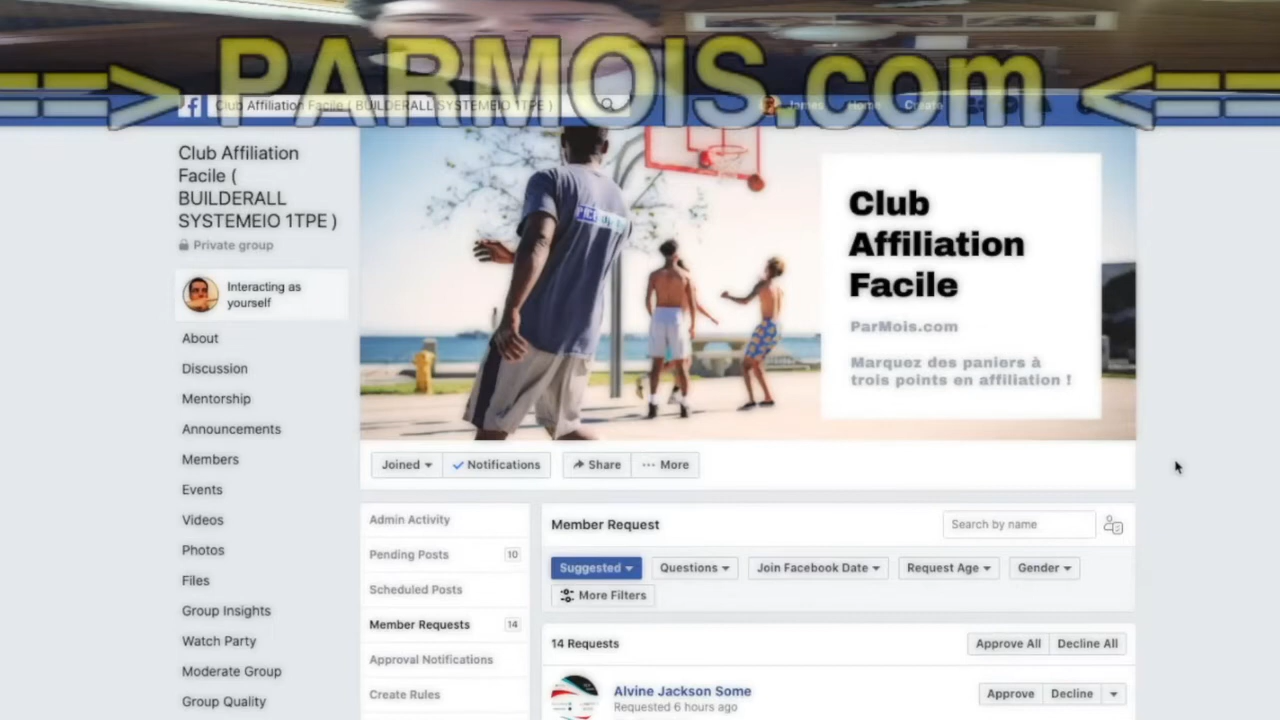 ==> PARMOIS.com <==
Club Affiliation Facile ( BUILDERALL SYSTEMEIO 1TPE )
James
Home
Create
Club Affiliation
Facile (
BUILDERALL
SYSTEMEIO 1TPE )
Private group
Interacting as
yourself
About
Discussion
Mentorship
Announcements
Members
Events
Videos
Photos
Files
Group Insights
Watch Party
Moderate Group
Group Quality
Club
Affiliation
Facile
ParMois.com
Marquez des paniers à
trois points en affiliation !
Joined
Notifications
Share
More
Admin Activity
Pending Posts 10
Scheduled Posts
Member Requests 14
Approval Notifications
Create Rules
Member Request
Search by name
Suggested
Questions
Join Facebook Date
Request Age
Gender
More Filters
14 Requests
Approve All
Decline All
Alvine Jackson Some
Requested 6 hours ago
Approve
Decline